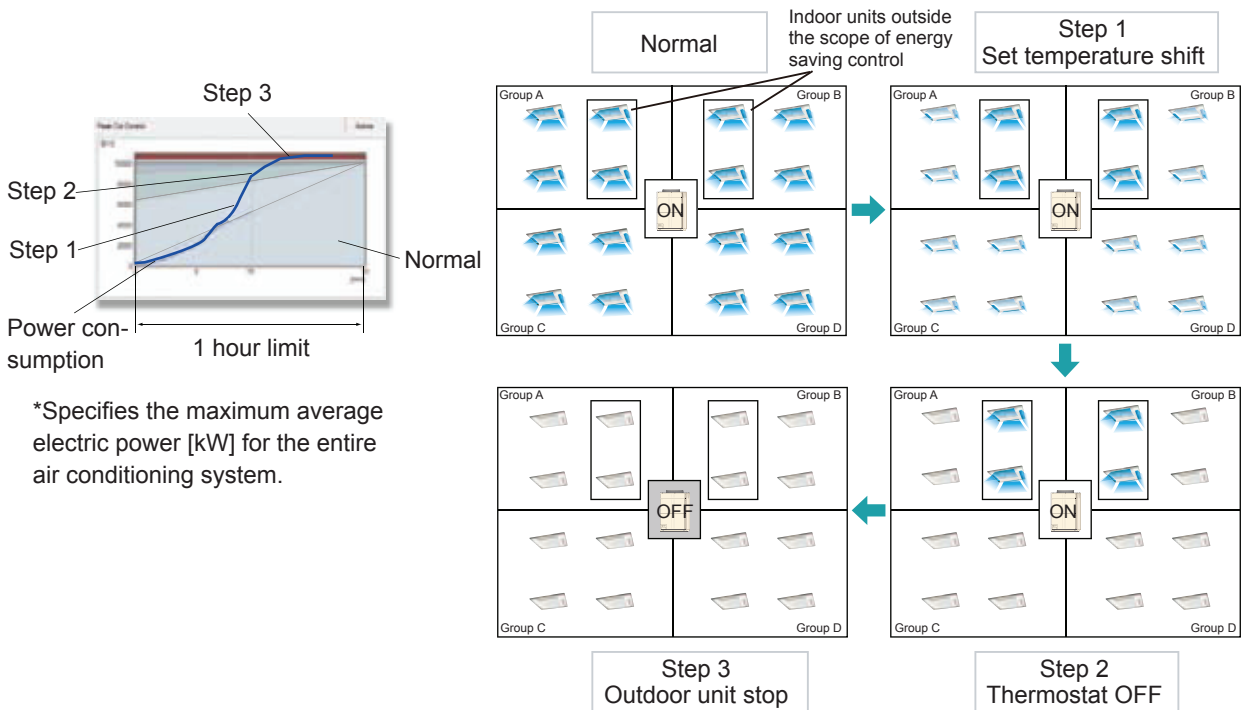 Normal
Indoor units outside
the scope of energy
saving control
Step 1
Set temperature shift
Step 3
Step 2
Step 1
Normal
Power con-
sumption
1 hour limit
*Specifies the maximum average
electric power [kW] for the entire
air conditioning system.
Group A
Group B
ON
Group C
Group D
Group A
Group B
ON
Group C
Group D
Group A
Group B
OFF
Group C
Group D
Group A
Group B
ON
Group C
Group D
Step 3
Outdoor unit stop
Step 2
Thermostat OFF